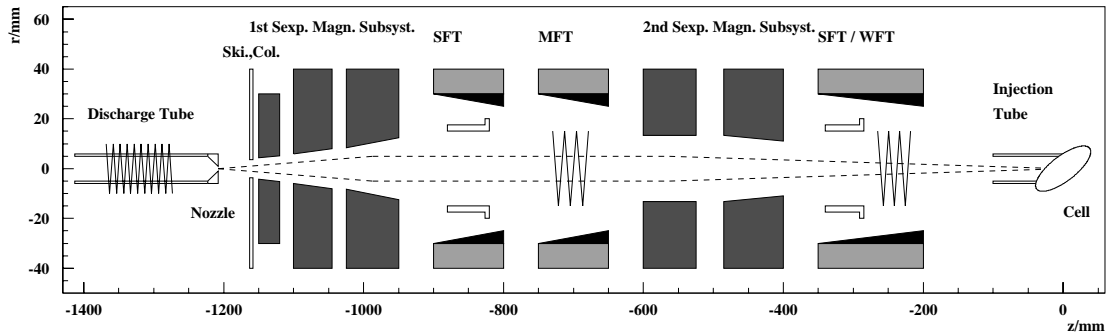 r/mm
60
40
20
0
-20
-40
1st Sexp. Magn. Subsyst.
2nd Sexp. Magn. Subsyst.
SFT / WFT
SFT
MFT
Ski.,Col.
Discharge Tube
Injection
Tube
Nozzle
Cell
-1400
-1200
-1000
-800
-600
-400
-200
0
z/mm